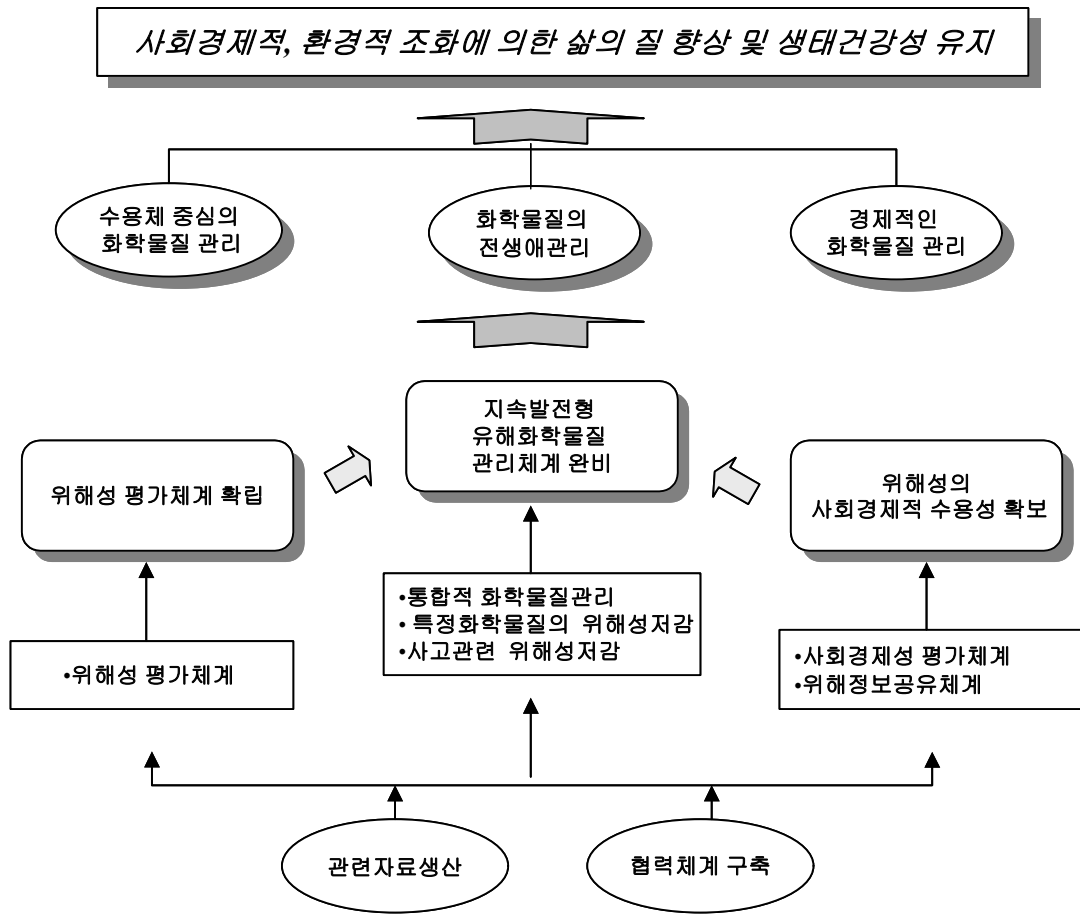 사회경제적, 환경적 조화에 의한 삶의 질 향상 및 생태건강성 유지
수용체 중심의
화학물질 관리
화학물질의
전생애관리
경제적인
화학물질 관리
지속발전형
유해화학물질
관리체계 완비
위해성 평가체계 확립
위해성의
사회경제적 수용성 확보
•통합적 화학물질관리
• 특정화학물질의 위해성저감
•사고관련 위해성저감
•위해성 평가체계
•사회경제성 평가체계
•위해정보공유체계
관련자료생산
협력체계 구축